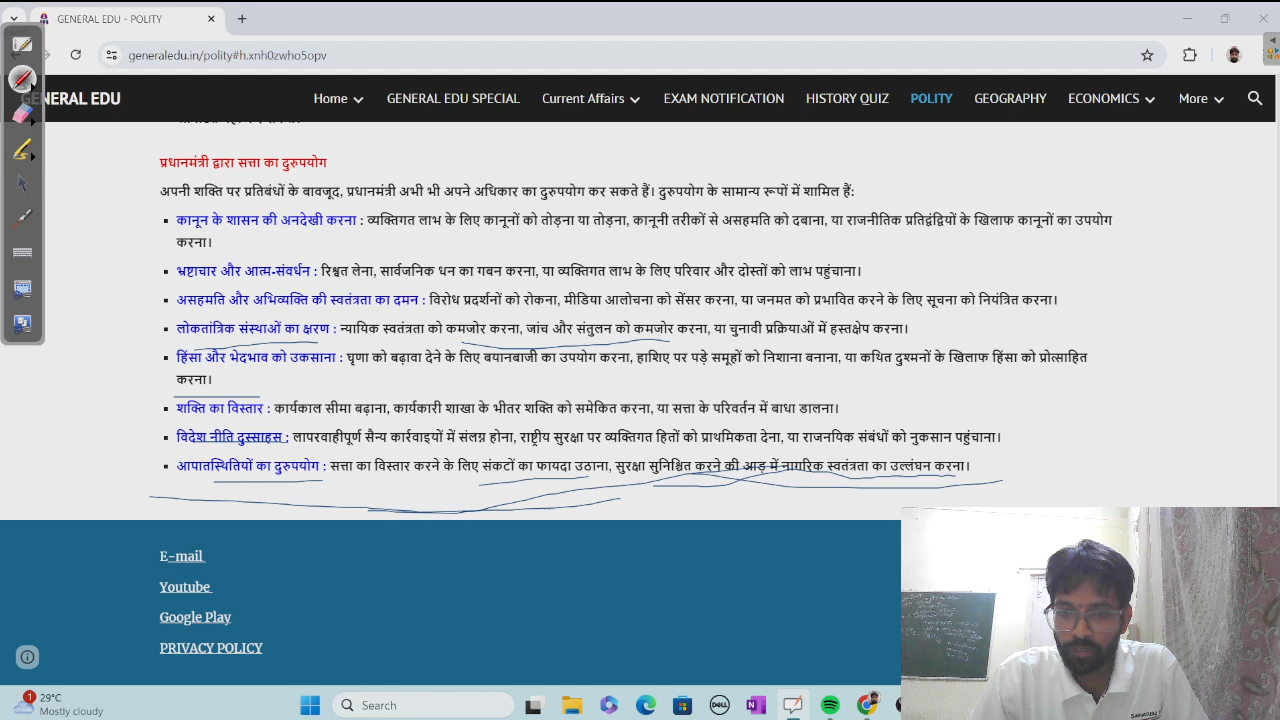 GENERAL EDU - POLITY
generaledu.in/polity#h.xnh0zwho5opv
GENERAL EDU
Home
GENERAL EDU SPECIAL
Current Affairs
EXAM NOTIFICATION
HISTORY QUIZ
POLITY
GEOGRAPHY
ECONOMICS
More
प्रधानमंत्री द्वारा सत्ता का दुरुपयोग
अपनी शक्ति पर प्रतिबंधों के बावजूद, प्रधानमंत्री अभी भी अपने अधिकार का दुरुपयोग कर सकते हैं। दुरुपयोग के सामान्य रूपों में शामिल हैं:
कानून के शासन की अनदेखी करना : व्यक्तिगत लाभ के लिए कानूनों को तोड़ना या तोड़ना, कानूनी तरीकों से असहमति को दबाना, या राजनीतिक प्रतिद्वंद्वियों के खिलाफ कानूनों का उपयोग
करना।
भ्रष्टाचार और आत्म-संवर्धन : रिश्वत लेना, सार्वजनिक धन का गबन करना, या व्यक्तिगत लाभ के लिए परिवार और दोस्तों को लाभ पहुंचाना।
असहमति और अभिव्यक्ति की स्वतंत्रता का दमन : विरोध प्रदर्शनों को रोकना, मीडिया आलोचना को सेंसर करना, या जनमत को प्रभावित करने के लिए सूचना को नियंत्रित करना।
लोकतांत्रिक संस्थाओं का क्षरण : न्यायिक स्वतंत्रता को कमजोर करना, जांच और संतुलन को कमजोर करना, या चुनावी प्रक्रियाओं में हस्तक्षेप करना।
हिंसा और भेदभाव को उकसाना : घृणा को बढ़ावा देने के लिए बयानबाजी का उपयोग करना, हाशिए पर पड़े समूहों को निशाना बनाना, या कथित दुश्मनों के खिलाफ हिंसा को प्रोत्साहित
करना।
शक्ति का विस्तार : कार्यकाल सीमा बढ़ाना, कार्यकारी शाखा के भीतर शक्ति को समेकित करना, या सत्ता के परिवर्तन में बाधा डालना।
विदेश नीति दुस्साहस : लापरवाहीपूर्ण सैन्य कार्रवाइयों में संलग्न होना, राष्ट्रीय सुरक्षा पर व्यक्तिगत हितों को प्राथमिकता देना, या राजनयिक संबंधों को नुकसान पहुंचाना।
आपातस्थितियों का दुरुपयोग : सत्ता का विस्तार करने के लिए संकटों का फायदा उठाना, सुरक्षा सुनिश्चित करने की आड़ में नागरिक स्वतंत्रता का उल्लंघन करना।
E-mail
Youtube
Google Play
PRIVACY POLICY
1
29°C
Mostly cloudy
Search
DELL